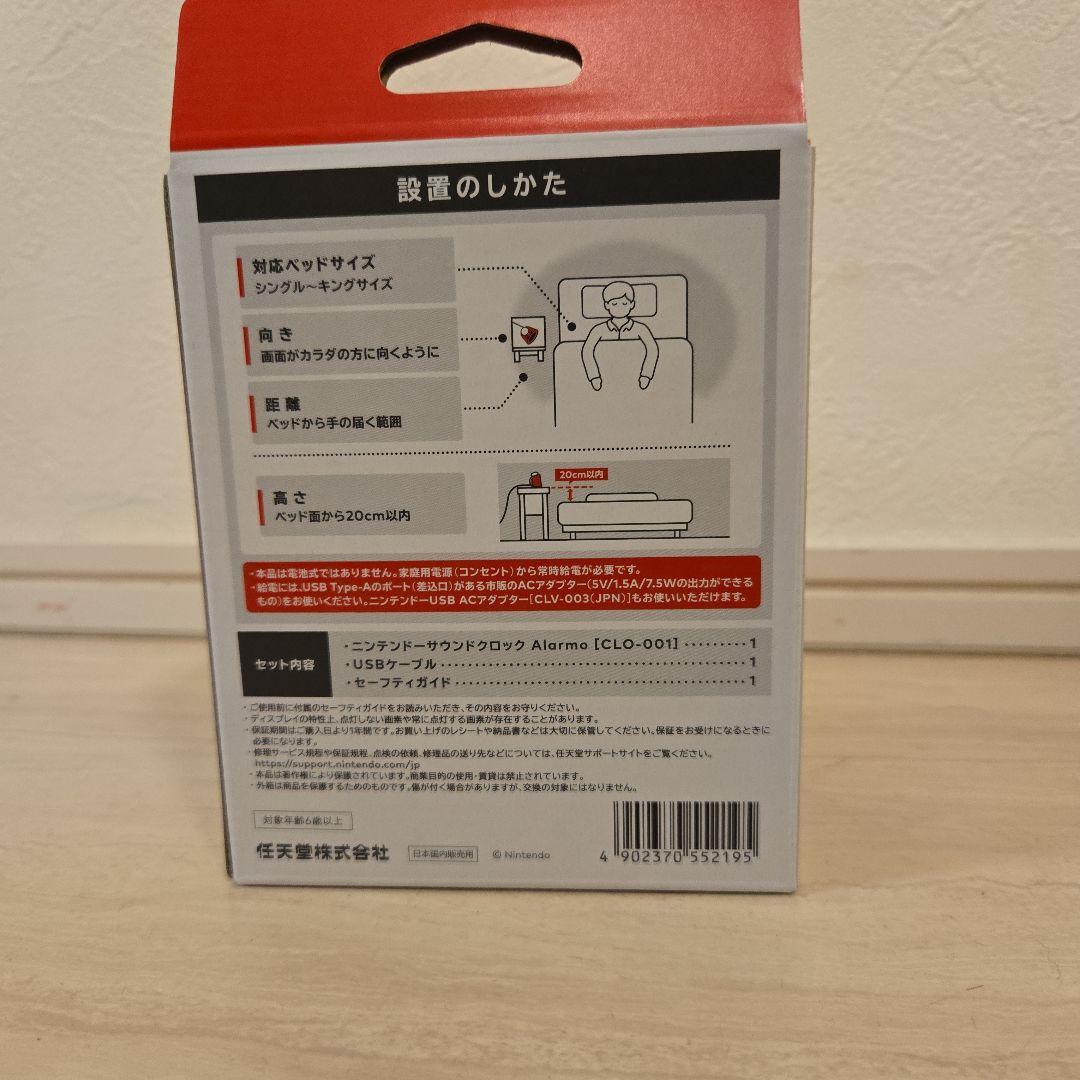 設置のしかた
対応ベッドサイズ
シングル～キングサイズ
向き
画面がカラダの方に向くように
距離
ベッドから手の届く範囲
高さ
ベッド面から20cm以内
20cm以内
・本品は電池式ではありません。家庭用電源（コンセント）から常時給電が必要です。
・給電には、USB Type-Aのポート（差込口）がある市販のACアダプター（5V/1.5A/7.5Wの出力ができる
もの）をお使いください。ニンテンドーUSB ACアダプター［CLV-003（JPN）］もお使いいただけます。
セット内容
・ニンテンドーサウンドクロック Alarmo［CLO-001］・・・・・・・・・1
・USBケーブル・・・・・・・・・・・・・・・・・・・・・・・・・・・・・・・・・・・・・・・1
・セーフティガイド・・・・・・・・・・・・・・・・・・・・・・・・・・・・・・・・・・・・・1
・ご使用前に付属のセーフティガイドをお読みいただき、その内容をお守りください。
・ディスプレイの特性上、点灯しない画素や常に点灯する画素が存在することがあります。
・保証期間はご購入日より1年間です。お買い上げのレシートや納品書などは大切に保管してください。保証をお受けになるときに
必要になります。
・修理サービス規程や保証規程、点検の依頼、修理品の送り先などについては、任天堂サポートサイトをご覧ください。
https://support.nintendo.com/jp
・本品は著作権により保護されています。商業目的の使用・賃貸は禁止されています。
・外箱は商品を保護するためのものです。傷が付く場合がありますが、交換の対象にはなりません。
対象年齢6歳以上
任天堂株式会社 日本国内販売用 © Nintendo
4 902370 552195